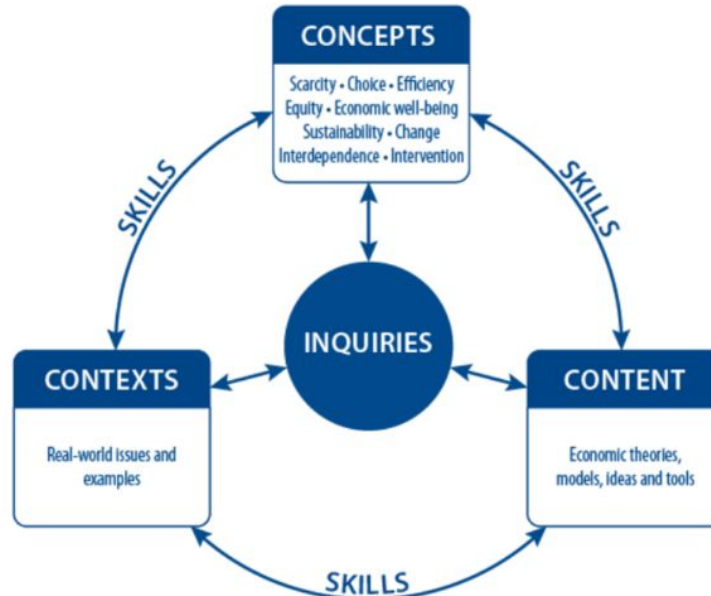 CONCEPTS
Scarcity • Choice • Efficiency
Equity • Economic well-being
Sustainability • Change
Interdependence • Intervention
SKILLS
SKILLS
INQUIRIES
CONTEXTS
Real-world issues and
examples
CONTENT
Economic theories,
models, ideas and tools
SKILLS